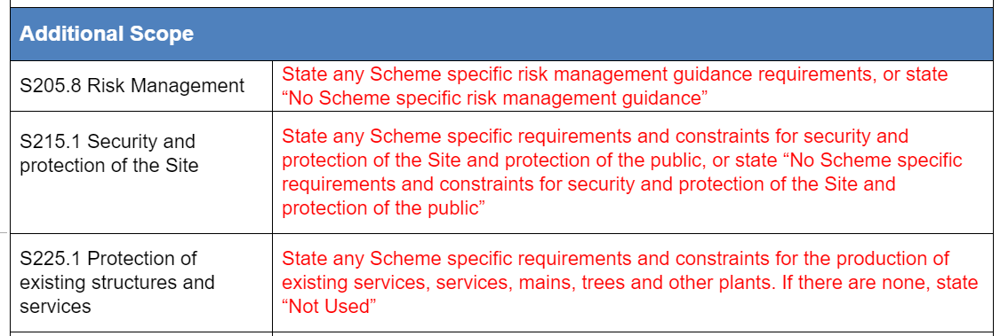 Additional Scope
S205.8 Risk Management
State any Scheme specific risk management guidance requirements, or state
“No Scheme specific risk management guidance”
S215.1 Security and
protection of the Site
State any Scheme specific requirements and constraints for security and
protection of the Site and protection of the public, or state “No Scheme specific
requirements and constraints for security and protection of the Site and
protection of the public”
S225.1 Protection of
existing structures and
services
State any Scheme specific requirements and constraints for the production of
existing services, services, mains, trees and other plants. If there are none, state
“Not Used”